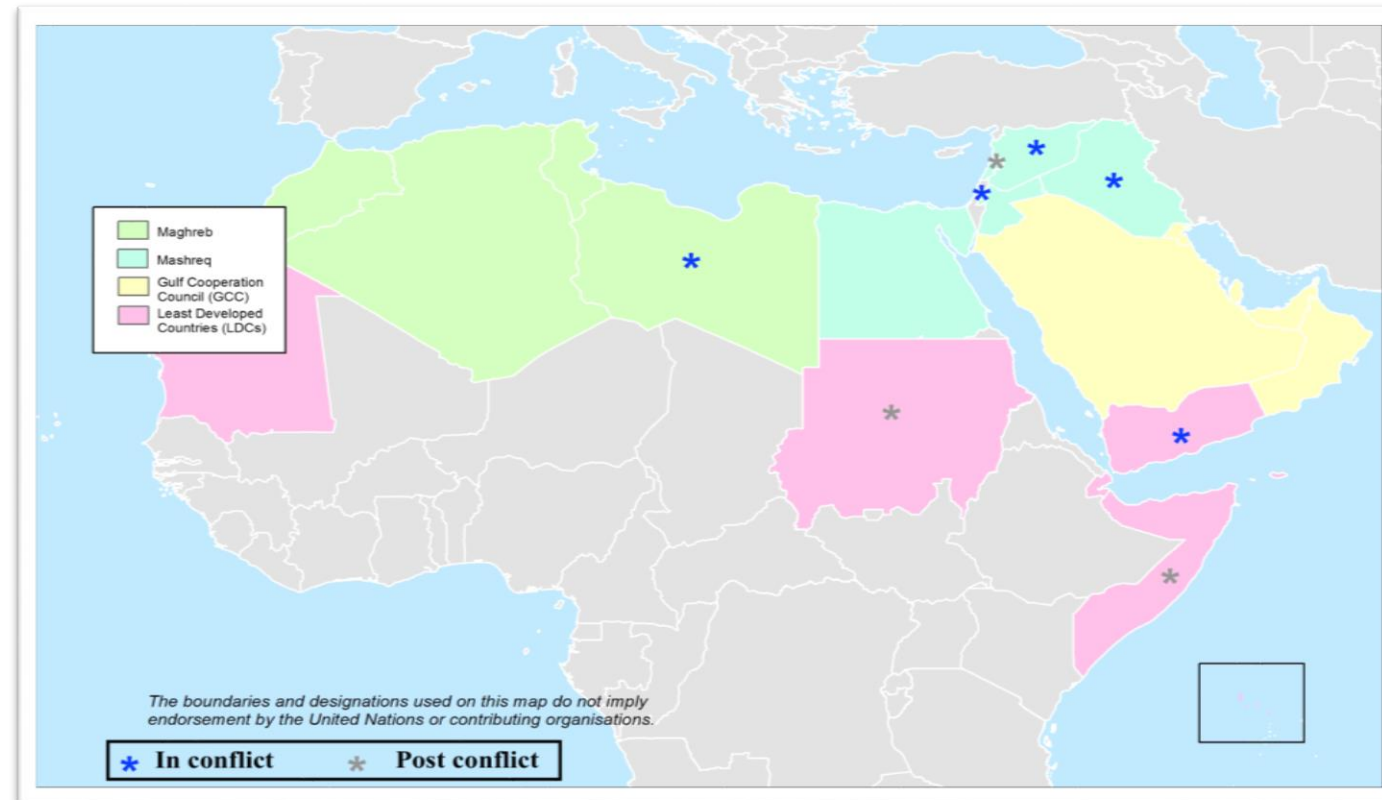 Maghreb
Mashreq
Gulf Cooperation
Council (GCC)
Least Developed
Countries (LDCs)
The boundaries and designations used on this map do not imply
endorsement by the United Nations or contributing organisations.
* In conflict * Post conflict